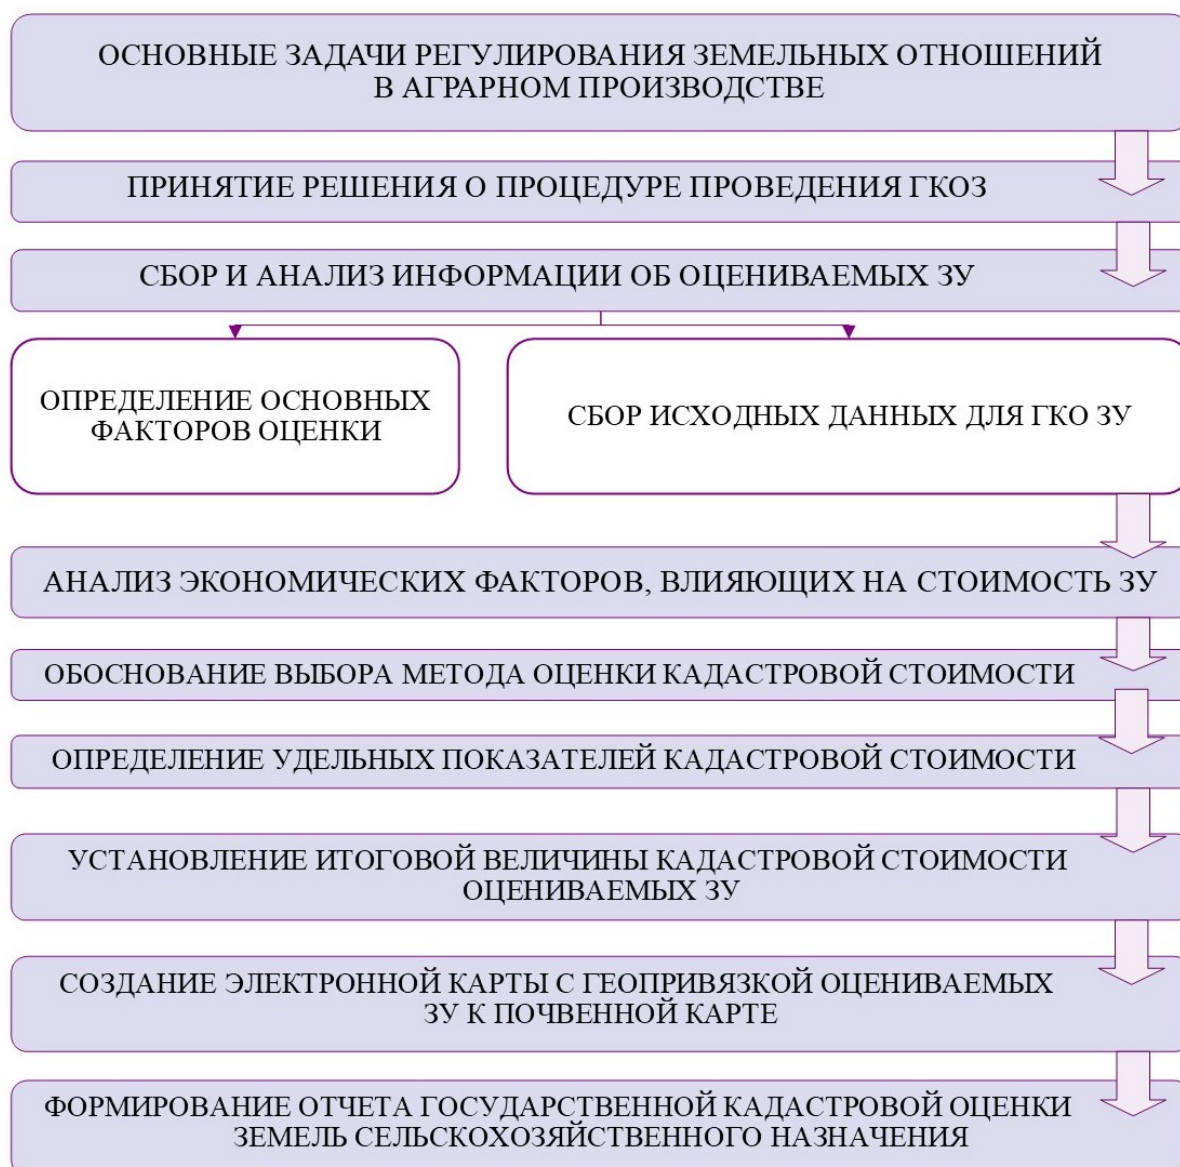 ОСНОВНЫЕ ЗАДАЧИ РЕГУЛИРОВАНИЯ ЗЕМЕЛЬНЫХ ОТНОШЕНИЙ
В АГРАРНОМ ПРОИЗВОДСТВЕ
ПРИНЯТИЕ РЕШЕНИЯ О ПРОЦЕДУРЕ ПРОВЕДЕНИЯ ГКОЗ
СБОР И АНАЛИЗ ИНФОРМАЦИИ ОБ ОЦЕНИВАЕМЫХ ЗУ
ОПРЕДЕЛЕНИЕ ОСНОВНЫХ
ФАКТОРОВ ОЦЕНКИ
СБОР ИСХОДНЫХ ДАННЫХ ДЛЯ ГКО ЗУ
АНАЛИЗ ЭКОНОМИЧЕСКИХ ФАКТОРОВ, ВЛИЯЮЩИХ НА СТОИМОСТЬ ЗУ
ОБОСНОВАНИЕ ВЫБОРА МЕТОДА ОЦЕНКИ КАДАСТРОВОЙ СТОИМОСТИ
ОПРЕДЕЛЕНИЕ УДЕЛЬНЫХ ПОКАЗАТЕЛЕЙ КАДАСТРОВОЙ СТОИМОСТИ
УСТАНОВЛЕНИЕ ИТОГОВОЙ ВЕЛИЧИНЫ КАДАСТРОВОЙ СТОИМОСТИ
ОЦЕНИВАЕМЫХ ЗУ
СОЗДАНИЕ ЭЛЕКТРОННОЙ КАРТЫ С ГЕОПРИВЯЗКОЙ ОЦЕНИВАЕМЫХ
ЗУ К ПОЧВЕННОЙ КАРТЕ
ФОРМИРОВАНИЕ ОТЧЕТА ГОСУДАРСТВЕННОЙ КАДАСТРОВОЙ ОЦЕНКИ
ЗЕМЕЛЬ СЕЛЬСКОХОЗЯЙСТВЕННОГО НАЗНАЧЕНИЯ